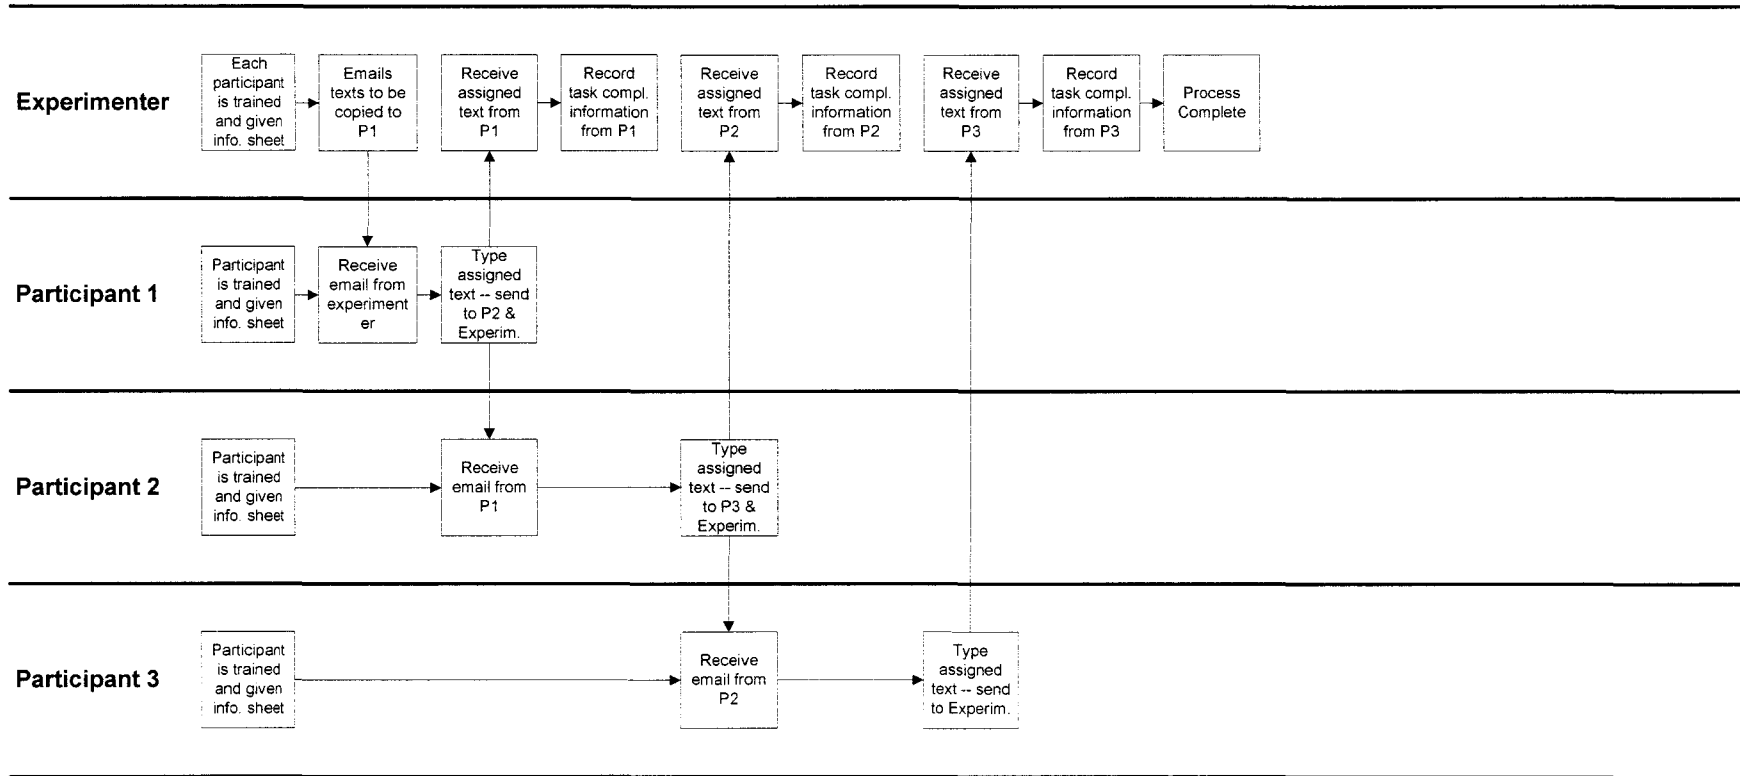 Experimenter
Each
participant
is trained
and given
info. sheet
Emails
texts to be
copied to
P1
Receive
assigned
text from
P1
Record
task compl.
information
from P1
Receive
assigned
text from
P2
Record
task compl.
information
from P2
Receive
assigned
text from
P3
Record
task compl.
information
from P3
Process
Complete
Participant 1
Participant
is trained
and given
info. sheet
Receive
email from
experiment
er
Type
assigned
text -- send
to P2 &
Experim.
Participant 2
Participant
is trained
and given
info. sheet
Receive
email from
P1
Type
assigned
text -- send
to P3 &
Experim.
Participant 3
Participant
is trained
and given
info. sheet
Receive
email from
P2
Type
assigned
text -- send
to Experim.